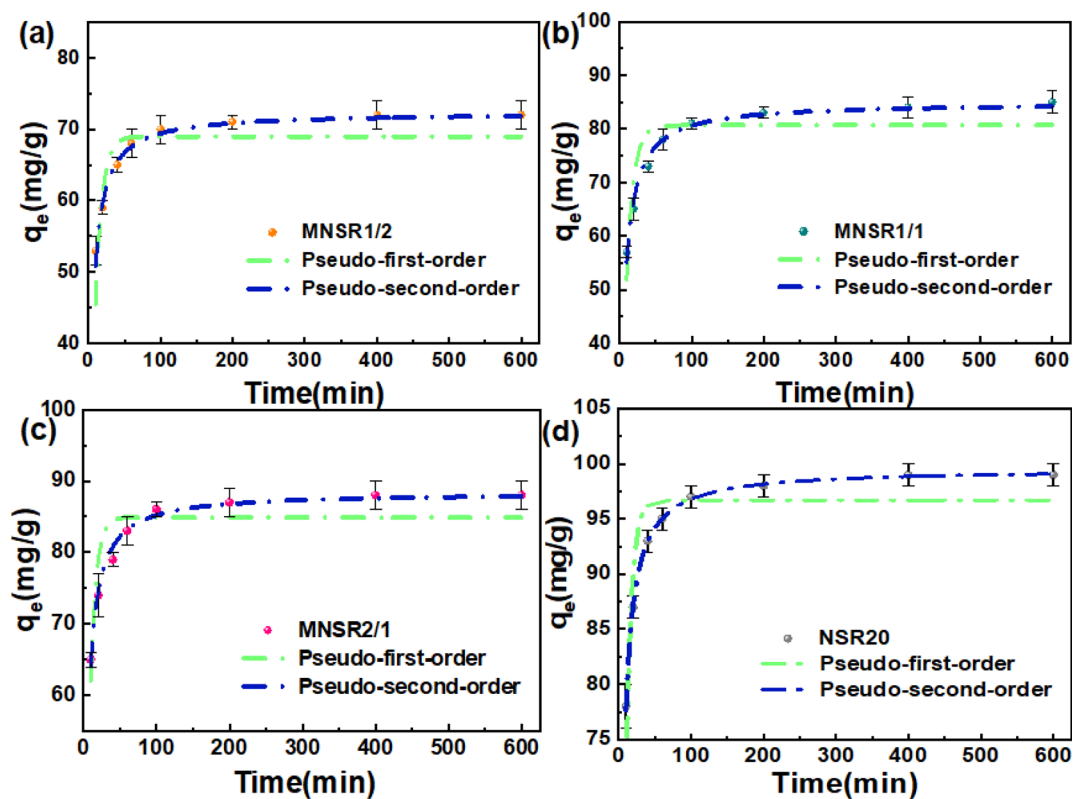 (a)
80
70
60
50
40
qe(mg/g)
MNSR1/2
Pseudo-first-order
Pseudo-second-order
0 100 200 300 400 500 600
Time(min)
(b)
100
90
80
70
60
50
40
qe(mg/g)
MNSR1/1
Pseudo-first-order
Pseudo-second-order
0 100 200 300 400 500 600
Time(min)
(c)
100
90
80
70
60
qe(mg/g)
MNSR2/1
Pseudo-first-order
Pseudo-second-order
0 100 200 300 400 500 600
Time(min)
(d)
105
100
95
90
85
80
75
qe(mg/g)
NSR20
Pseudo-first-order
Pseudo-second-order
0 100 200 300 400 500 600
Time(min)